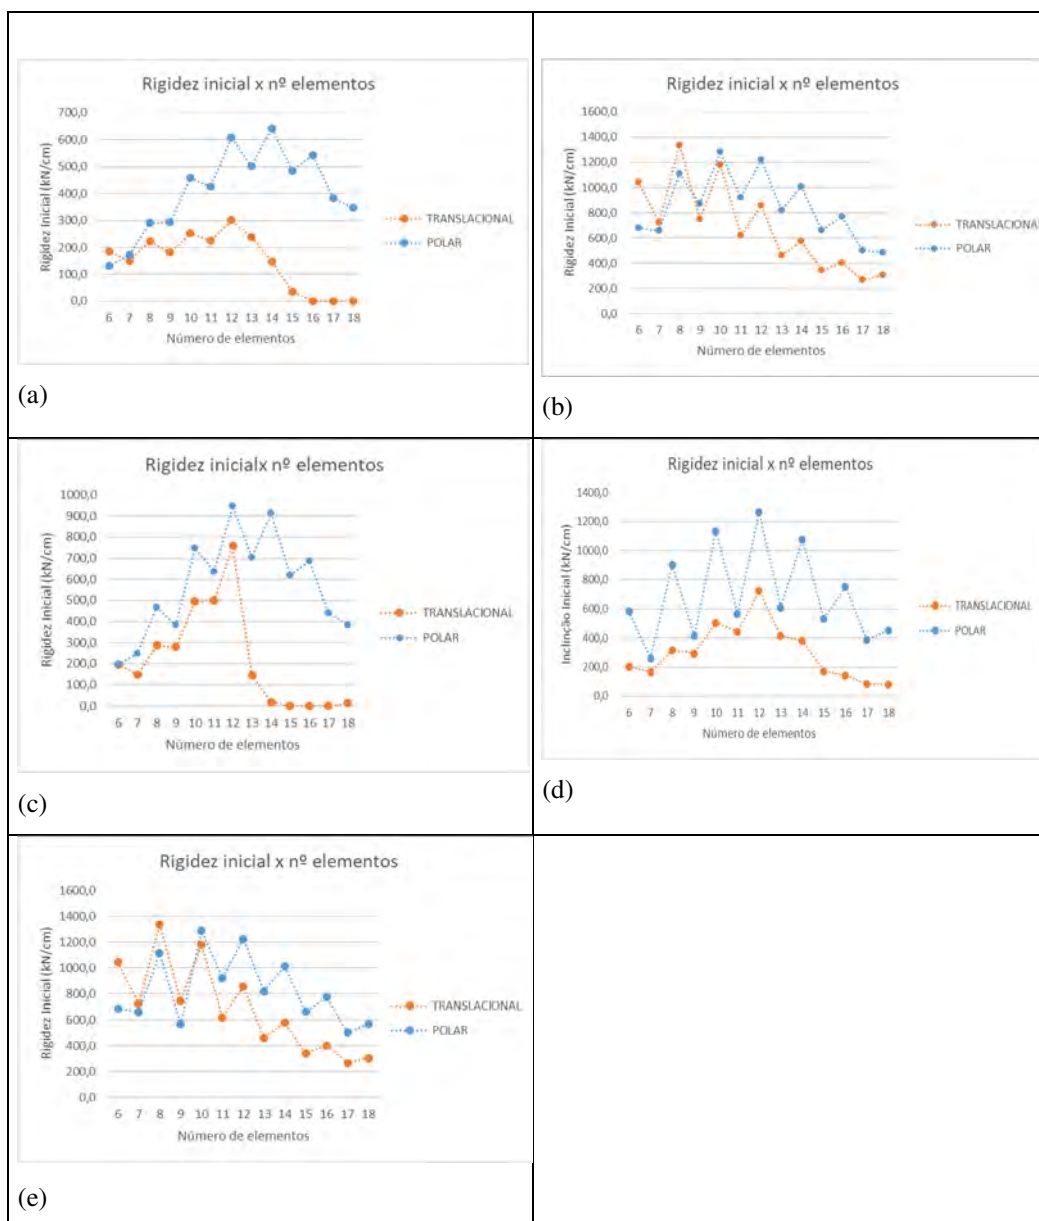 Rigidez inicial x nº elementos
Rigidez Inicial (kN/cm)
700,0
600,0
500,0
400,0
300,0
200,0
100,0
0,0
6 7 8 9 10 11 12 13 14 15 16 17 18
Número de elementos
TRANSLACIONAL
POLAR
(a)
Rigidez inicial x nº elementos
Rigidez Inicial (kN/cm)
1600,0
1400,0
1200,0
1000,0
800,0
600,0
400,0
200,0
0,0
6 7 8 9 10 11 12 13 14 15 16 17 18
Número de elementos
TRANSLACIONAL
POLAR
(b)
Rigidez inicialx nº elementos
Rigidez Inicial (kN/cm)
1000,0
900,0
800,0
700,0
600,0
500,0
400,0
300,0
200,0
100,0
0,0
6 7 8 9 10 11 12 13 14 15 16 17 18
Número de elementos
TRANSLACIONAL
POLAR
(c)
Rigidez inicial x nº elementos
Inclinção Inicial (kN/cm)
1400,0
1200,0
1000,0
800,0
600,0
400,0
200,0
0,0
6 7 8 9 10 11 12 13 14 15 16 17 18
Número de elementos
TRANSLACIONAL
POLAR
(d)
Rigidez inicial x nº elementos
Rigidez Inicial (kN/cm)
1600,0
1400,0
1200,0
1000,0
800,0
600,0
400,0
200,0
0,0
6 7 8 9 10 11 12 13 14 15 16 17 18
Número de elementos
TRANSLACIONAL
POLAR
(e)